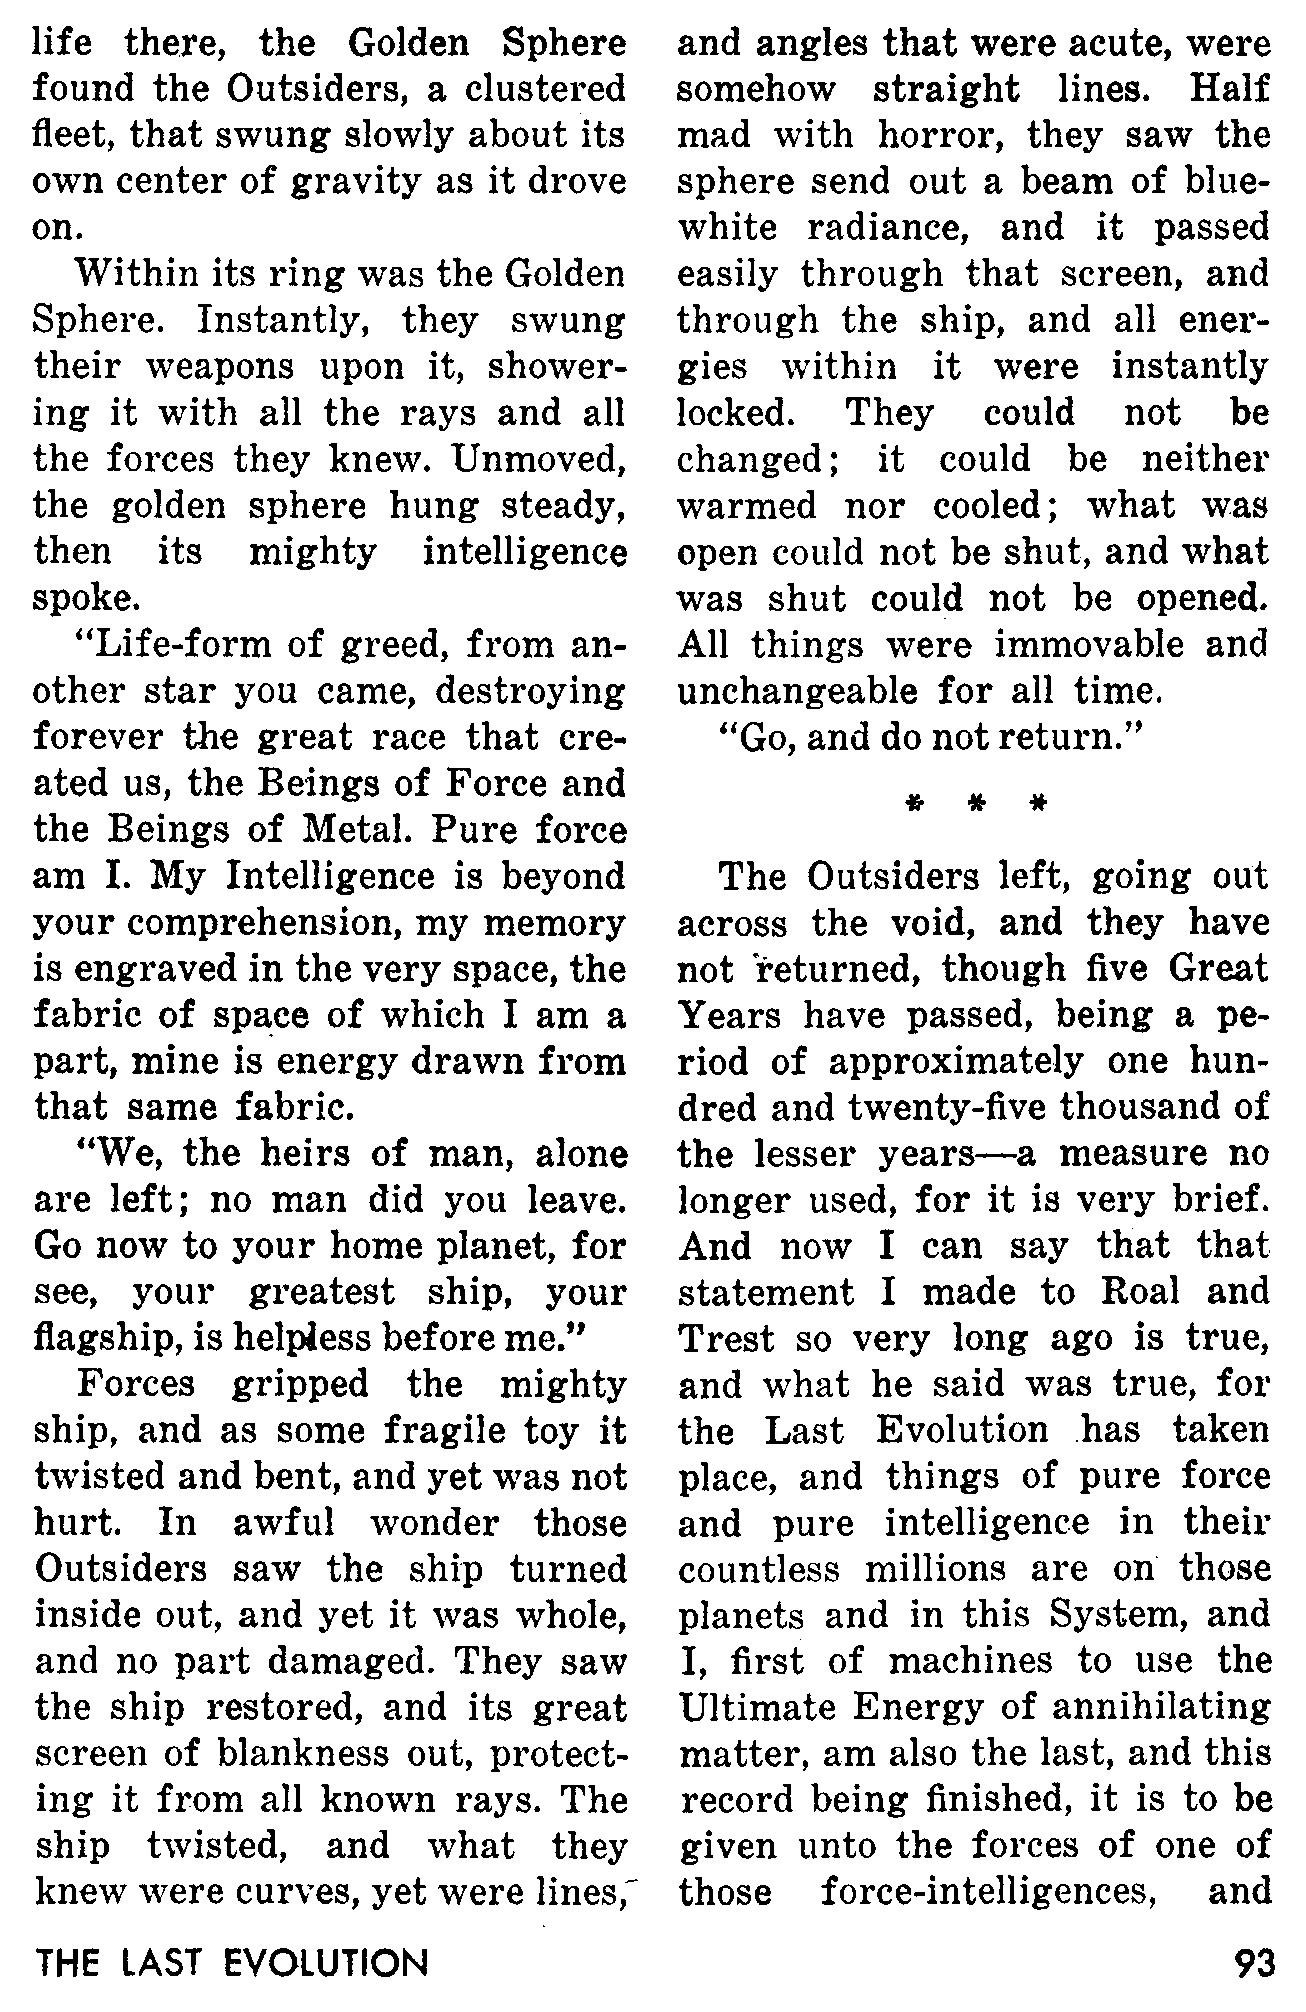 life there, the Golden Sphere
found the Outsiders, a clustered
fleet, that swung slowly about its
own center of gravity as it drove
on.
Within its ring was the Golden
Sphere. Instantly, they swung
their weapons upon it, shower-
ing it with all the rays and all
the forces they knew. Unmoved,
the golden sphere hung steady,
then its mighty intelligence
spoke.
“Life-form of greed, from an-
other star you came, destroying
forever the great race that cre-
ated us, the Beings of Force and
the Beings of Metal. Pure force
am I. My Intelligence is beyond
your comprehension, my memory
is engraved in the very space, the
fabric of space of which I am a
part, mine is energy drawn from
that same fabric.
“We, the heirs of man, alone
are left; no man did you leave.
Go now to your home planet, for
see, your greatest ship, your
flagship, is helpless before me.”
Forces gripped the mighty
ship, and as some fragile toy it
twisted and bent, and yet was not
hurt. In awful wonder those
Outsiders saw the ship turned
inside out, and yet it was whole,
and no part damaged. They saw
the ship restored, and its great
screen of blankness out, protect-
ing it from all known rays. The
ship twisted, and what they
knew were curves, yet were lines,
and angles that were acute, were
somehow straight lines. Half
mad with horror, they saw the
sphere send out a beam of blue-
white radiance, and it passed
easily through that screen, and
through the ship, and all ener-
gies within it were instantly
locked. They could not be
changed; it could be neither
warmed nor cooled; what was
open could not be shut, and what
was shut could not be opened.
All things were immovable and
unchangeable for all time.
“Go, and do not return.”
* * *
The Outsiders left, going out
across the void, and they have
not returned, though five Great
Years have passed, being a pe-
riod of approximately one hun-
dred and twenty-five thousand of
the lesser years—a measure no
longer used, for it is very brief.
And now I can say that that
statement I made to Roal and
Trest so very long ago is true,
and what he said was true, for
the Last Evolution has taken
place, and things of pure force
and pure intelligence in their
countless millions are on those
planets and in this System, and
I, first of machines to use the
Ultimate Energy of annihilating
matter, am also the last, and this
record being finished, it is to be
given unto the forces of one of
those force-intelligences, and
THE LAST EVOLUTION
93